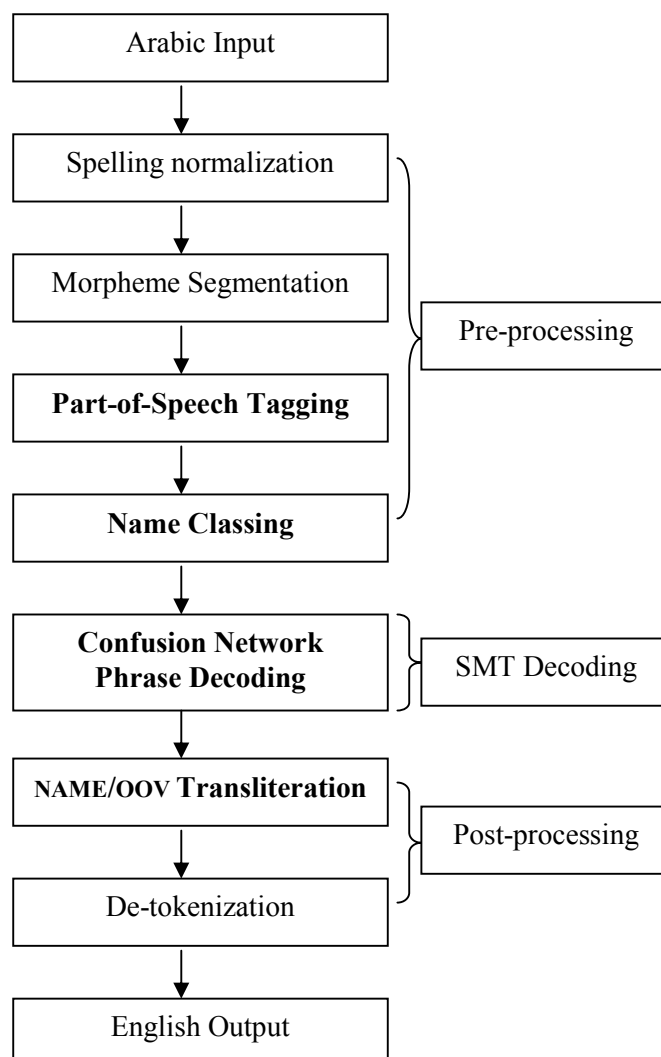 Arabic Input
Spelling normalization
Morpheme Segmentation
Pre-processing
Part-of-Speech Tagging
Name Classing
Confusion Network
Phrase Decoding
SMT Decoding
NAME/OOV Transliteration
Post-processing
De-tokenization
English Output